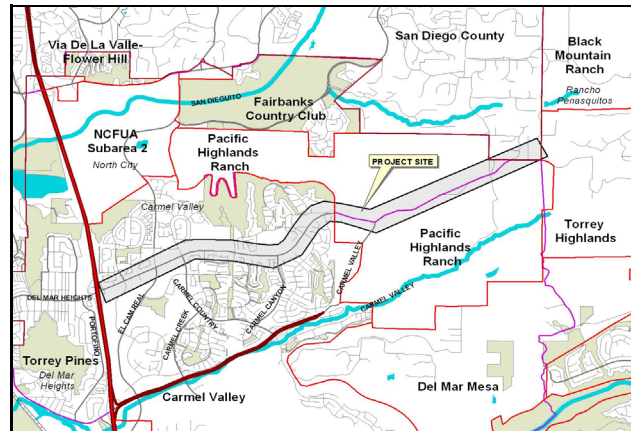 Via De La Valle-
Flower Hill
San Diego County
Black
Mountain
Ranch
Rancho
Penasquitos
SAN DIEGUITO
Fairbanks
Country Club
NCFUA
Subarea 2
North City
Pacific
Highlands
Ranch
PROJECT SITE
Carmel Valley
Torrey
Highlands
Pacific
Highlands
Ranch
CARMEL VALLEY
CARMEL VALLEY
DEL MAR HEIGHTS
EL CAM REAL
CARMEL COUNTRY
CARMEL CANYON
CARMEL CREEK
PORTOFINO
Torrey Pines
Del Mar
Heights
Carmel Valley
Del Mar Mesa